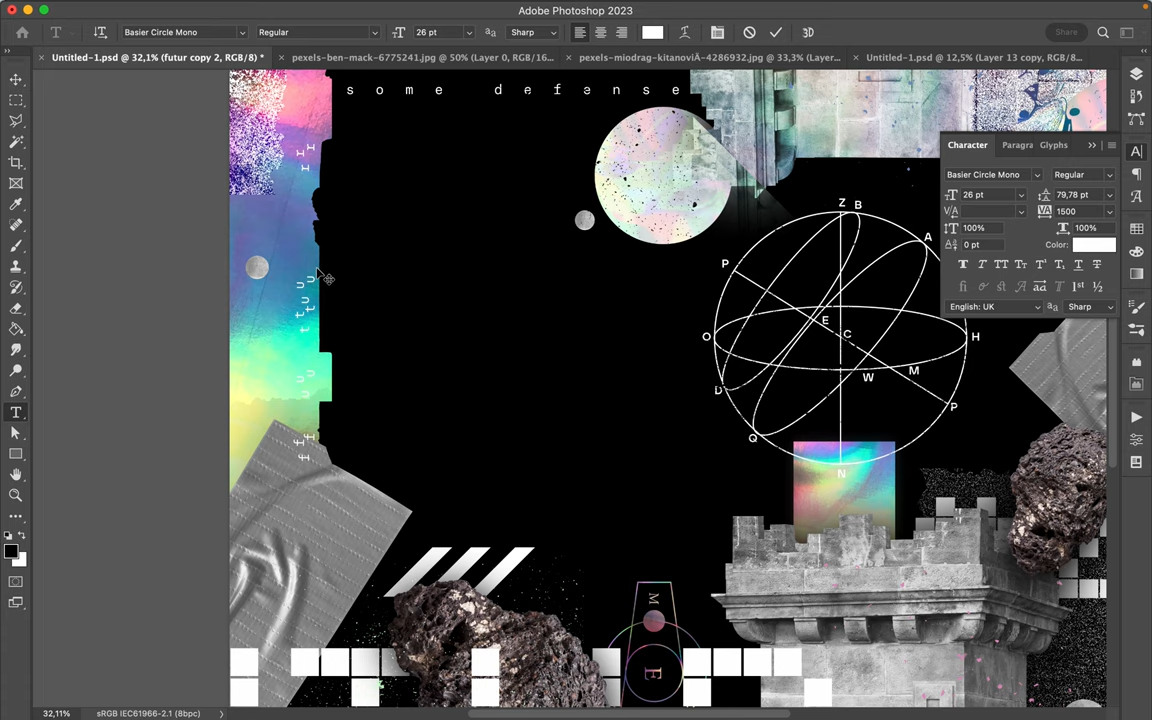 Adobe Photoshop 2023
Basier Circle Mono Regular 26 pt Sharp 3D Share
Untitled-1.psd @ 32,1% (futur copy 2, RGB/8) *
pexels-ben-mack-6775241.jpg @ 50% (Layer 0, RGB/16...
pexels-miodrag-kitanoviÄ-4286932.jpg @ 33,3% (Layer...
Untitled-1.psd @ 12,5% (Layer 13 copy, RGB/8...
some defense
Character Paragra Glyphs
Basier Circle Mono Regular
26 pt 79,78 pt
1500
100% 100%
0 pt Color:
English: UK Sharp
Z B
A
P
E
C
O H
W M
D
P
Q
N
M
E
32,11% sRGB IEC61966-2.1 (8bpc)